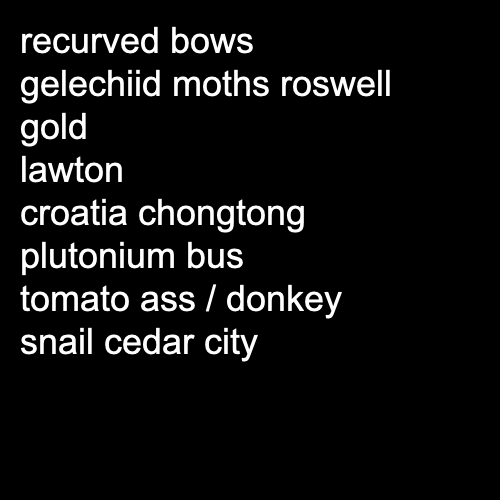 recurved bows
gelechiid moths roswell
gold
lawton
croatia chongtong
plutonium bus
tomato ass / donkey
snail cedar city